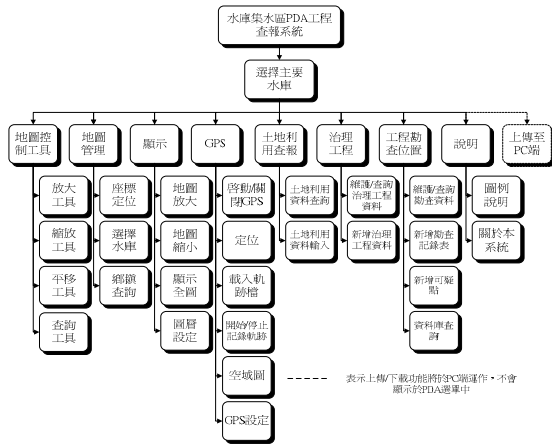 水庫集水區PDA工程
查報系統
選擇主要
水庫
地圖控
制工具
地圖
管理
顯示
GPS
土地利
用查報
治理
工程
工程勘
查位置
說明
上傳至
PC端
放大
工具
縮放
工具
平移
工具
查詢
工具
座標
定位
選擇
水庫
鄉鎮
查詢
地圖
放大
地圖
縮小
顯示
全圖
圖層
設定
啓動/關
閉GPS
定位
載入軌
跡檔
開始/停止
記錄軌跡
空域圖
GPS設定
土地利用
資料查詢
土地利用
資料輸入
維護/查詢
治理工程
資料
新增治理
工程資料
維護/查詢
勘查資料
新增勘查
記錄表
新增可疑
點
資料庫查
詢
圖例
說明
關於本
系統
表示上傳/下載功能將於PC端運作，不會
顯示於PDA選單中